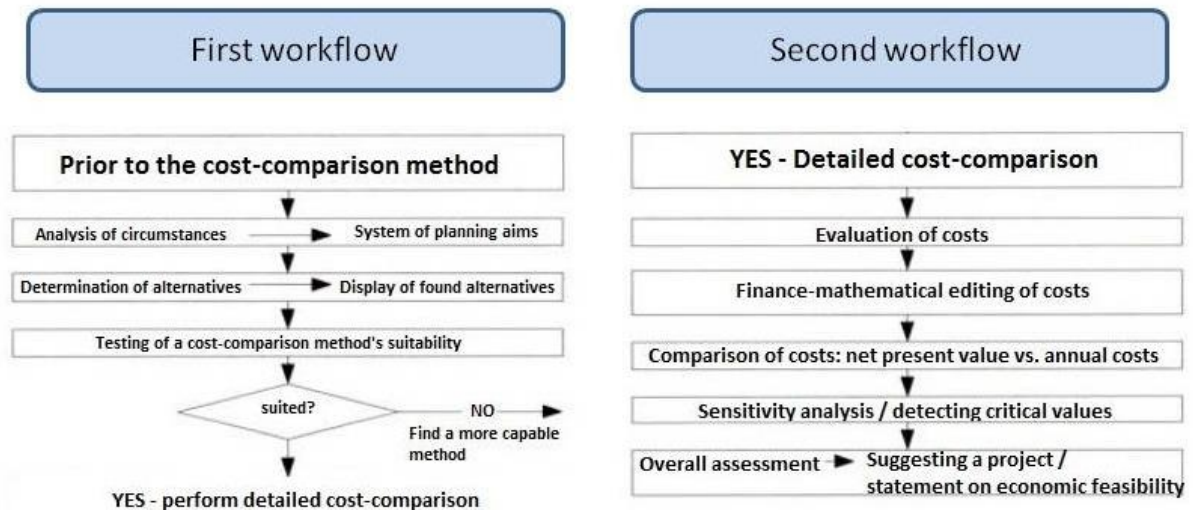 First workflow
Prior to the cost-comparison method
Analysis of circumstances
System of planning aims
Determination of alternatives
Display of found alternatives
Testing of a cost-comparison method's suitability
suited?
NO
Find a more capable
method
YES - perform detailed cost-comparison
Second workflow
YES - Detailed cost-comparison
Evaluation of costs
Finance-mathematical editing of costs
Comparison of costs: net present value vs. annual costs
Sensitivity analysis / detecting critical values
Overall assessment
Suggesting a project /
statement on economic feasibility